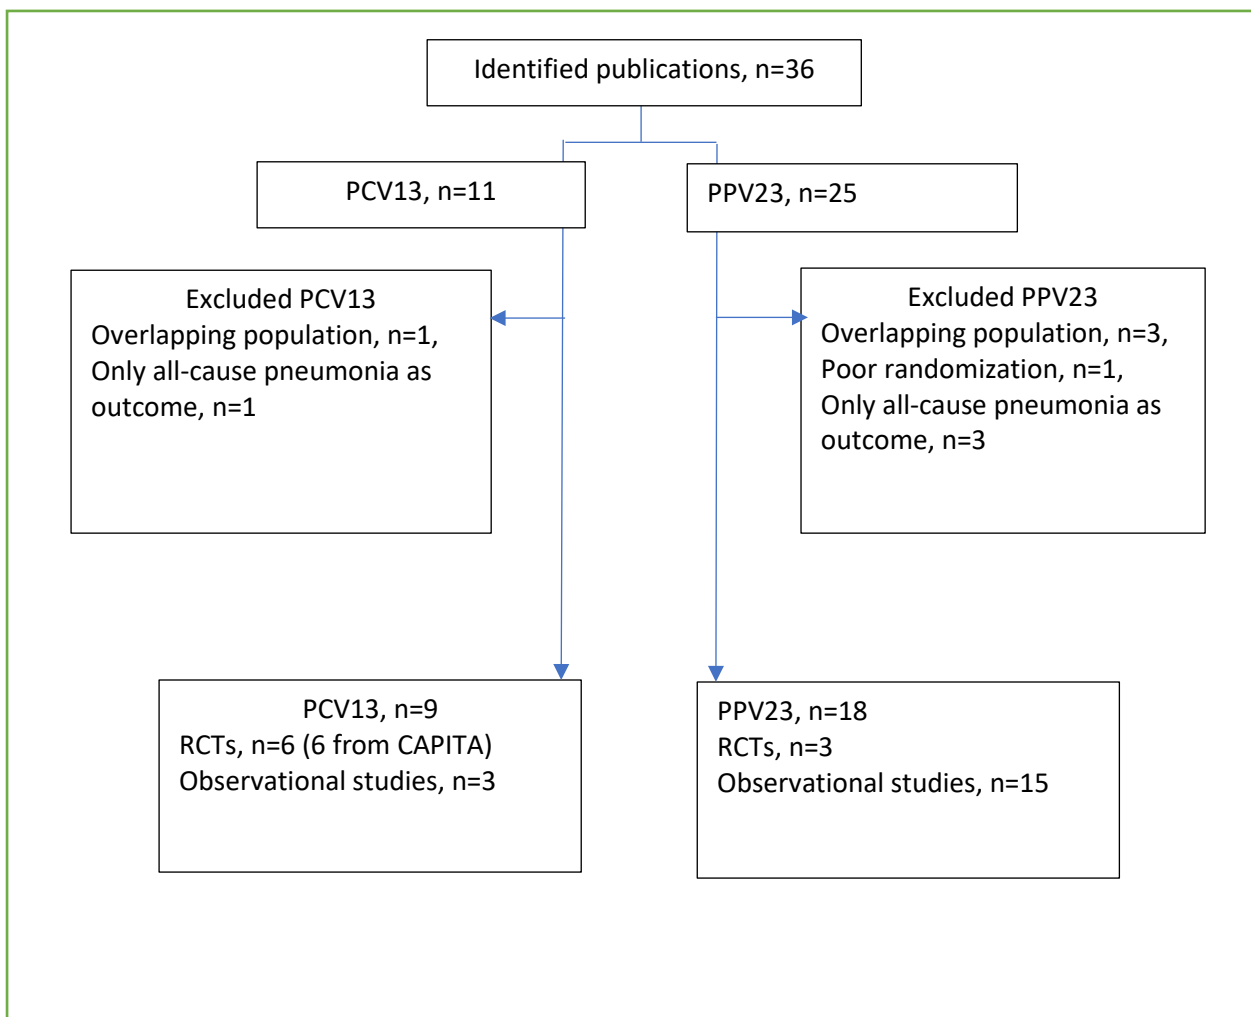 Identified publications, n=36
PCV13, n=11
PPV23, n=25
Excluded PCV13
Overlapping population, n=1,
Only all-cause pneumonia as
outcome, n=1
Excluded PPV23
Overlapping population, n=3,
Poor randomization, n=1,
Only all-cause pneumonia as
outcome, n=3
PCV13, n=9
RCTs, n=6 (6 from CAPITA)
Observational studies, n=3
PPV23, n=18
RCTs, n=3
Observational studies, n=15